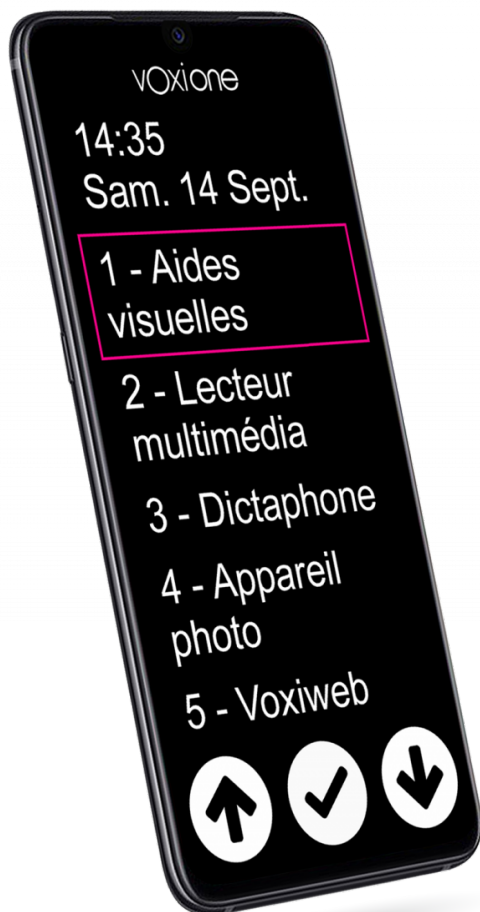 vOxione
14:35
Sam. 14 Sept.
1 - Aides
visuelles
2 - Lecteur
multimédia
3 - Dictaphone
4 - Appareil
photo
5 - Voxiweb